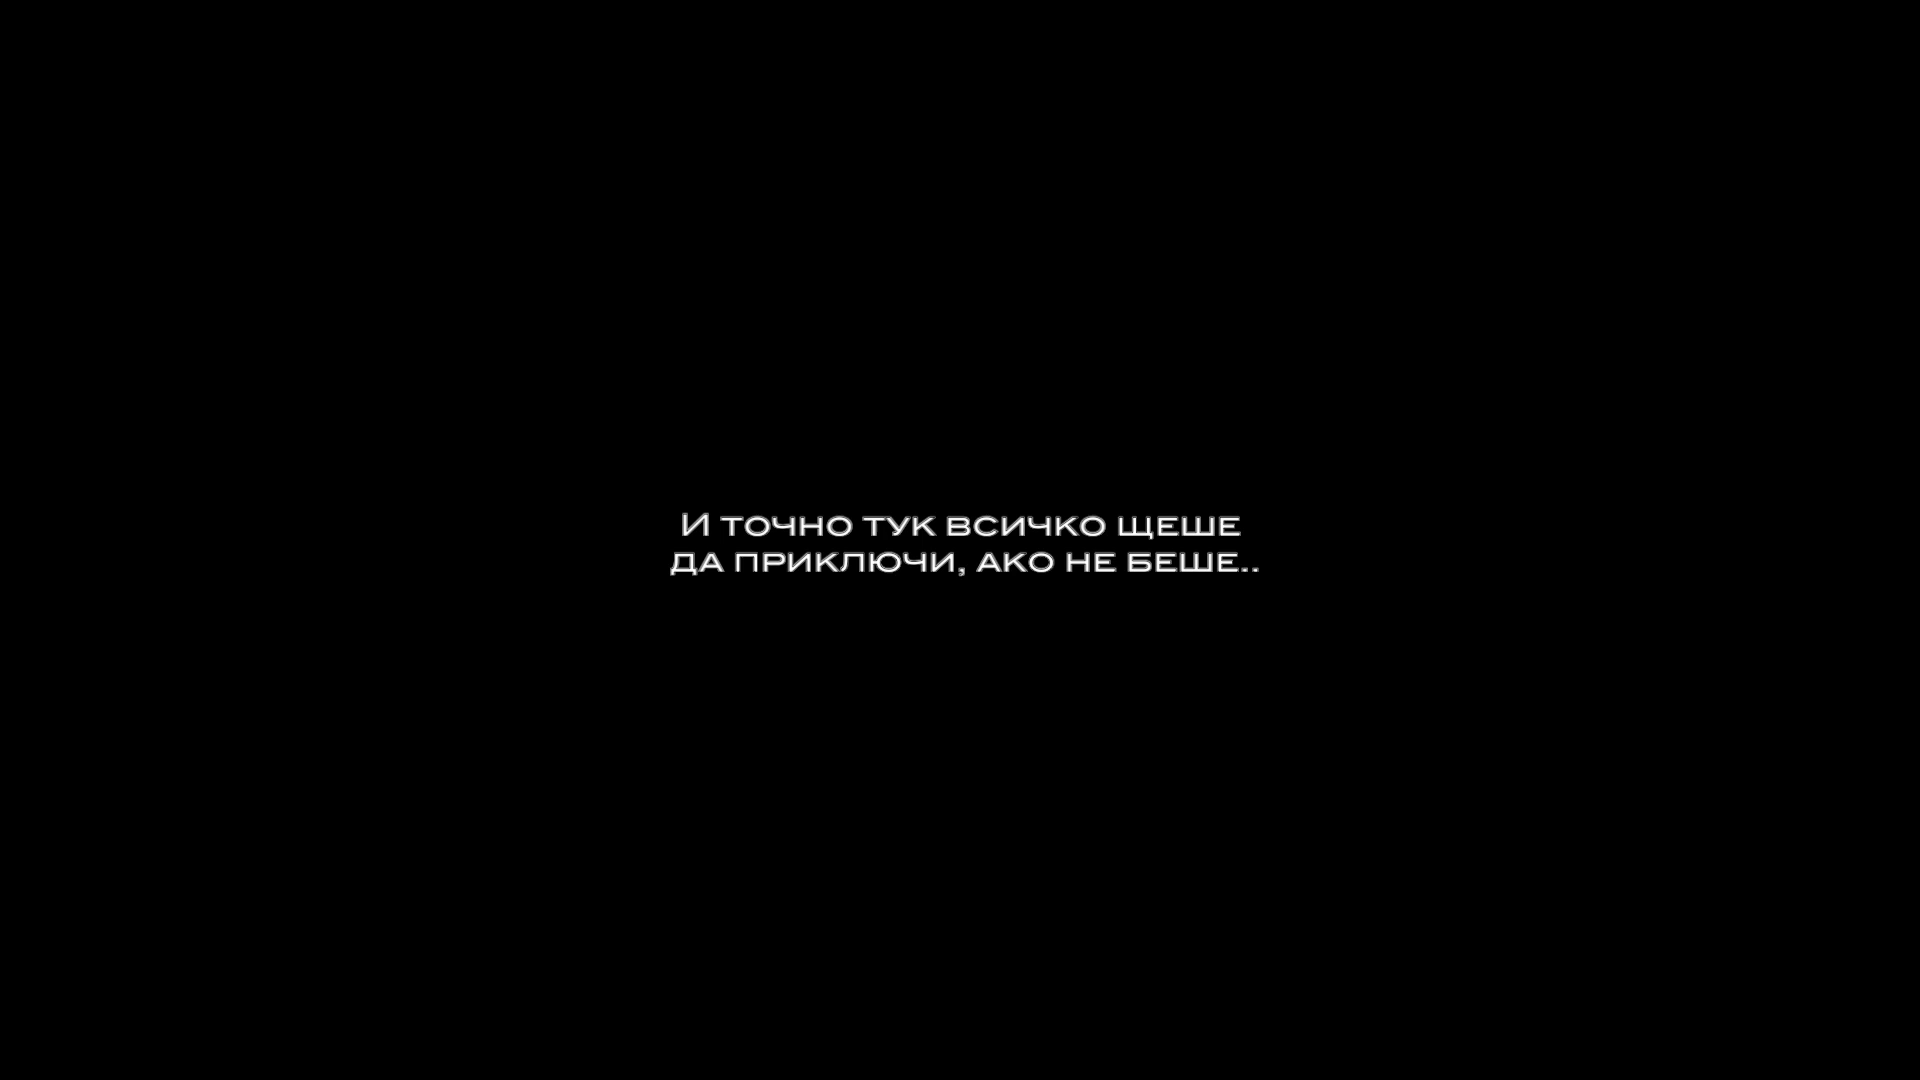 И точно тук всичко щеше
да приключи, ако не беше..